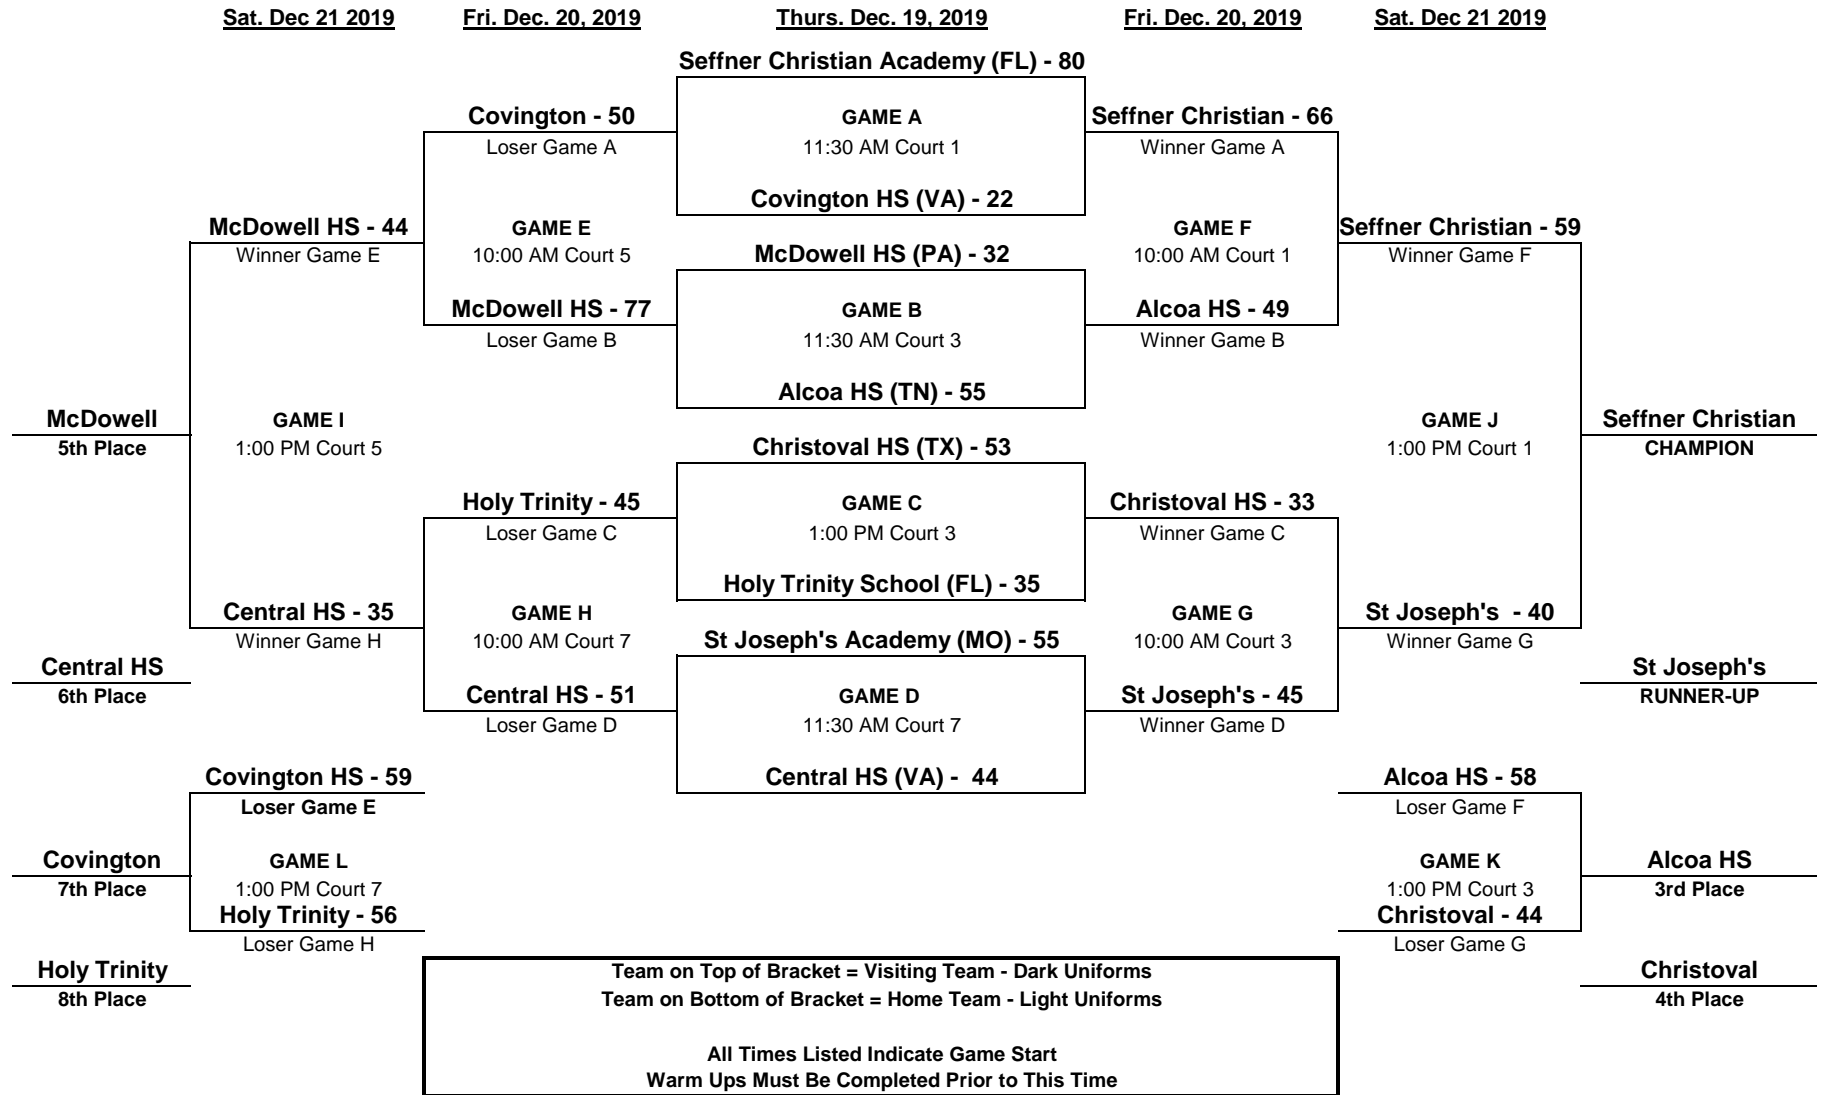 Sat. Dec 21 2019
Fri. Dec. 20, 2019
Thurs. Dec. 19, 2019
Fri. Dec. 20, 2019
Sat. Dec 21 2019
Seffner Christian Academy (FL) - 80
Covington - 50
GAME A
Seffner Christian - 66
Loser Game A
11:30 AM Court 1
Winner Game A
Covington HS (VA) - 22
McDowell HS - 44
GAME E
GAME F
Seffner Christian - 59
Winner Game E
10:00 AM Court 5
McDowell HS (PA) - 32
10:00 AM Court 1
Winner Game F
McDowell HS - 77
GAME B
Alcoa HS - 49
Loser Game B
11:30 AM Court 3
Winner Game B
Alcoa HS (TN) - 55
McDowell
GAME I
GAME J
Seffner Christian
5th Place
1:00 PM Court 5
Christoval HS (TX) - 53
1:00 PM Court 1
CHAMPION
Holy Trinity - 45
GAME C
Christoval HS - 33
Loser Game C
1:00 PM Court 3
Winner Game C
Holy Trinity School (FL) - 35
Central HS - 35
GAME H
GAME G
St Joseph's  - 40
Winner Game H
10:00 AM Court 7
St Joseph's Academy (MO) - 55
10:00 AM Court 3
Winner Game G
Central HS
St Joseph's
6th Place
Central HS - 51
GAME D
St Joseph's - 45
RUNNER-UP
Loser Game D
11:30 AM Court 7
Winner Game D
Covington HS - 59
Central HS (VA) -  44
Alcoa HS - 58
Loser Game E
Loser Game F
Covington
GAME L
GAME K
Alcoa HS
7th Place
1:00 PM Court 7
1:00 PM Court 3
3rd Place
Holy Trinity - 56
Christoval - 44
Loser Game H
Loser Game G
Holy Trinity
Team on Top of Bracket = Visiting Team - Dark Uniforms
Christoval
8th Place
Team on Bottom of Bracket = Home Team - Light Uniforms
4th Place
All Times Listed Indicate Game Start
Warm Ups Must Be Completed Prior to This Time